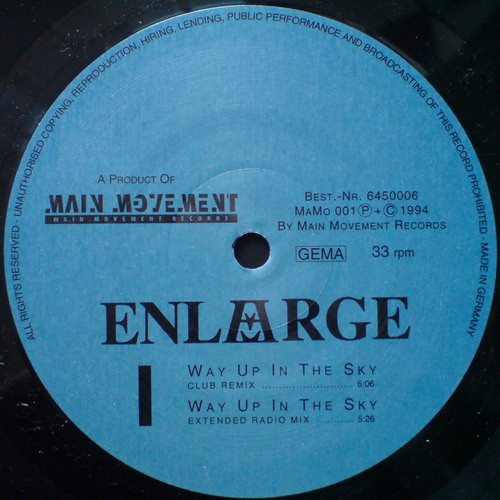 ALL RIGHTS RESERVED - UNAUTHORISED COPYING, REPRODUCTION, HIRING, LENDING, PUBLIC PERFORMANCE AND BROADCASTING OF THIS RECORD PROHIBITED - MADE IN GERMANY
A PRODUCT OF
MAIN MOVEMENT
MAIN MOVEMENT RECORDS
BEST.-NR. 6450006
MAMO 001 Ⓟ+© 1994
BY MAIN MOVEMENT RECORDS
GEMA 33 rpm
ENLARGE
I
WAY UP IN THE SKY
CLUB REMIX ........................... 6:06
WAY UP IN THE SKY
EXTENDED RADIO MIX ........... 5:26